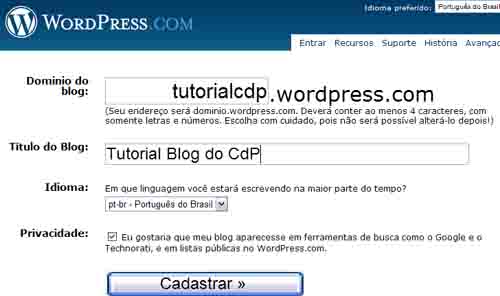 Idioma preferido: Português do Brasil
WORDPRESS.COM
Entrar Recursos Suporte História Avança
Domínio do
blog:
tutorialcdp.wordpress.com
(Seu endereço será domínio.wordpress.com. Deverá conter ao menos 4 caracteres, com
somente letras e números. Escolha com cuidado, pois não será possível alterá-lo depois!)
Título do Blog:
Tutorial Blog do CdP
Idioma:
Em que linguagem você estará escrevendo na maior parte do tempo?
pt-br - Português do Brasil
Privacidade:
Eu gostaria que meu blog aparecesse em ferramentas de busca como o Google e o
Technorati, e em listas públicas no WordPress.com.
Cadastrar »